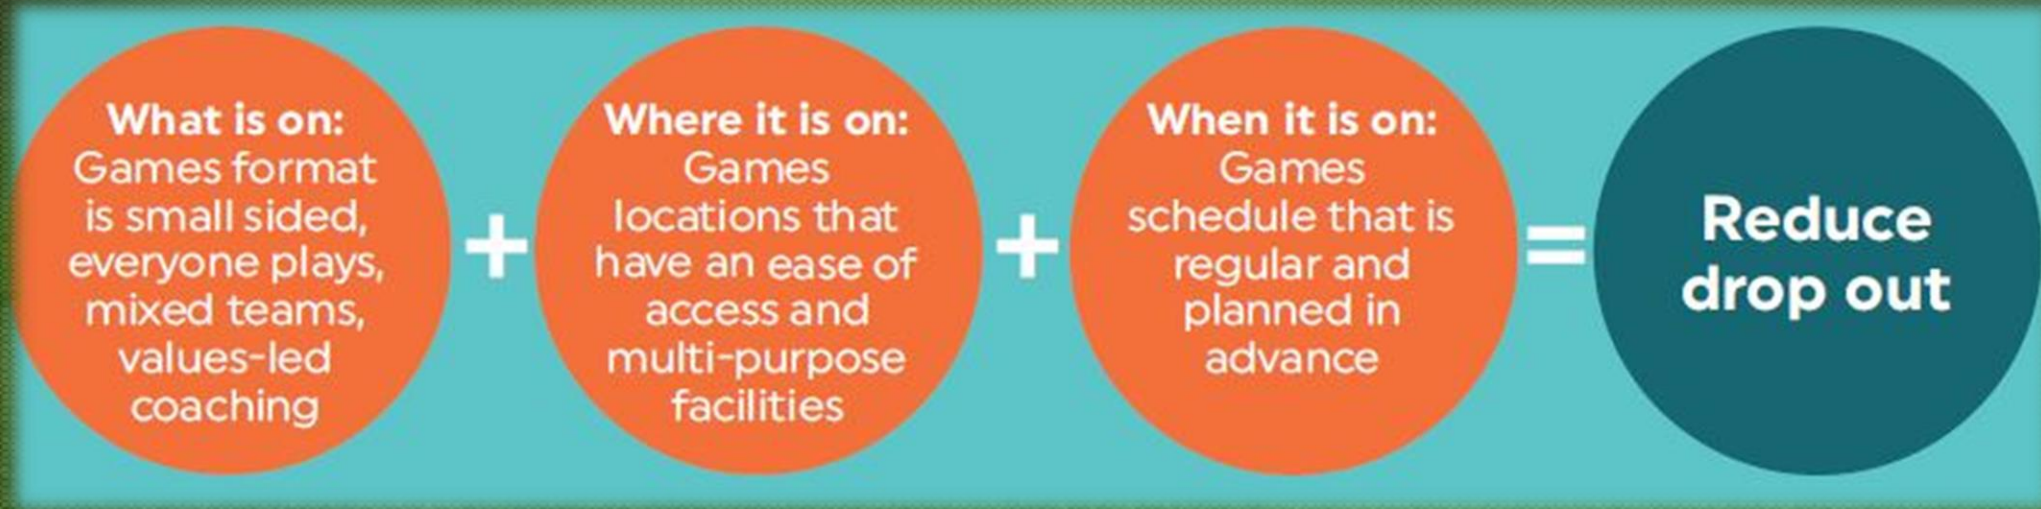 What is on:
Games format
is small sided,
everyone plays,
mixed teams,
values-led
coaching
+
Where it is on:
Games
locations that
have an ease of
access and
multi-purpose
facilities
+
When it is on:
Games
schedule that is
regular and
planned in
advance
=
Reduce
drop out